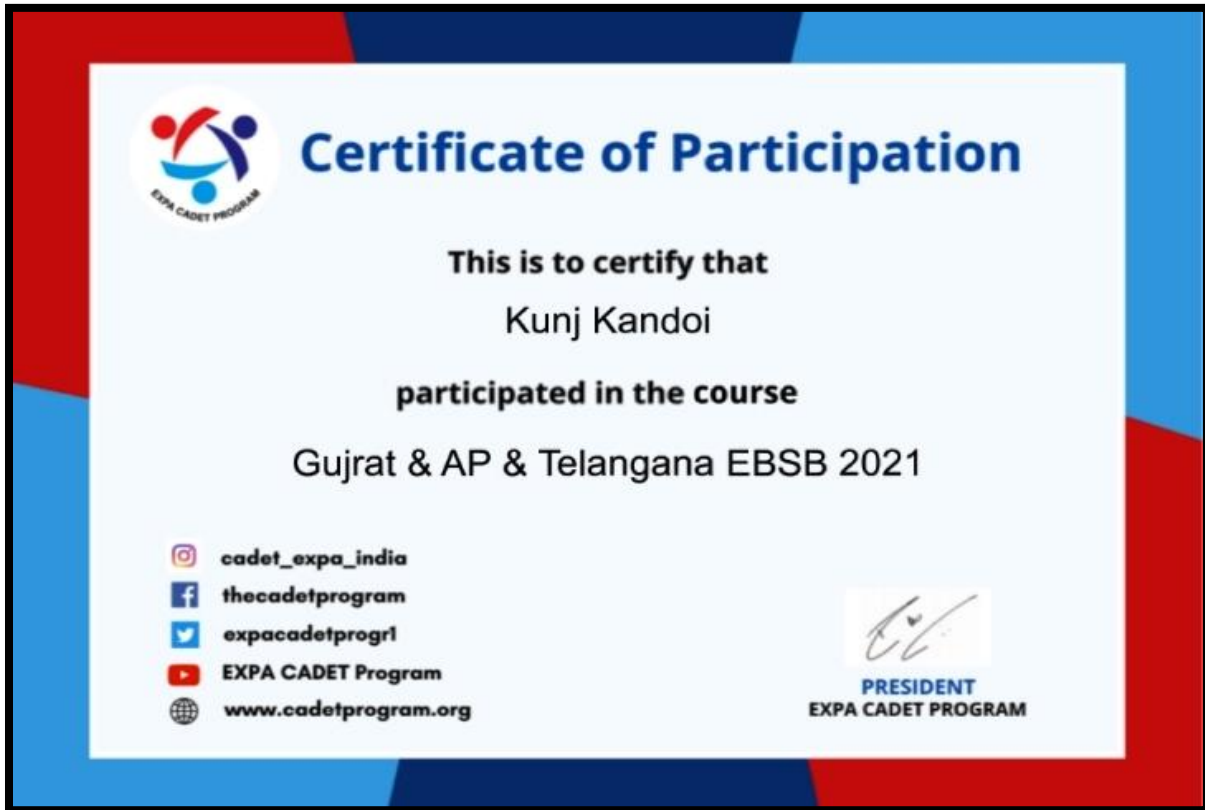 EXPA CADET PROGRAM
Certificate of Participation
This is to certify that
Kunj Kandoi
participated in the course
Gujrat & AP & Telangana EBSB 2021
cadet_expa_india
thecadetprogram
expacadetprogr1
EXPA CADET Program
www.cadetprogram.org
PRESIDENT
EXPA CADET PROGRAM